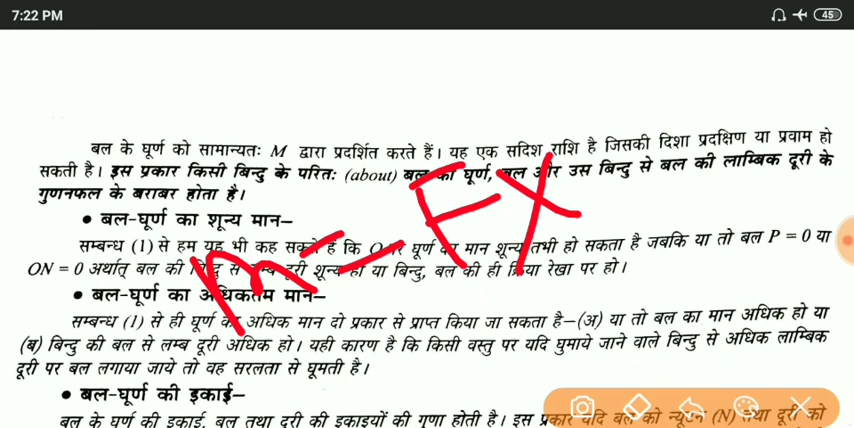 7:22 PM
45
बल के घूर्ण को सामान्यतः M द्वारा प्रदर्शित करते हैं। यह एक सदिश राशि है जिसकी दिशा प्रदक्षिण या प्रवाम हो
सकती है। इस प्रकार किसी बिन्दु के परितः (about) बल का घूर्ण, बल और उस बिन्दु से बल की लाम्बिक दूरी के
गुणनफल के बराबर होता है।
• बल-घूर्ण का शून्य मान–
सम्बन्ध (1) से हम यह भी कह सकते हैं कि O पर घूर्ण का मान शून्य तभी हो सकता है जबकि या तो बल P = 0 या
ON = 0 अर्थात् बल की बिन्दु से लम्ब दूरी शून्य हो या बिन्दु, बल की ही क्रिया रेखा पर हो।
• बल-घूर्ण का अधिकतम मान–
सम्बन्ध (1) से ही घूर्ण का अधिक मान दो प्रकार से प्राप्त किया जा सकता है–(अ) या तो बल का मान अधिक हो या
(ब) बिन्दु की बल से लम्ब दूरी अधिक हो। यही कारण है कि किसी वस्तु पर यदि घुमाये जाने वाले बिन्दु से अधिक लाम्बिक
दूरी पर बल लगाया जाये तो वह सरलता से घूमती है।
• बल-घूर्ण की इकाई–
बल के घूर्ण की इकाई, बल तथा दूरी की इकाइयों की गुणा होती है। इस प्रकार यदि बल को न्यूटन (N) तथा दूरी को
m = FX